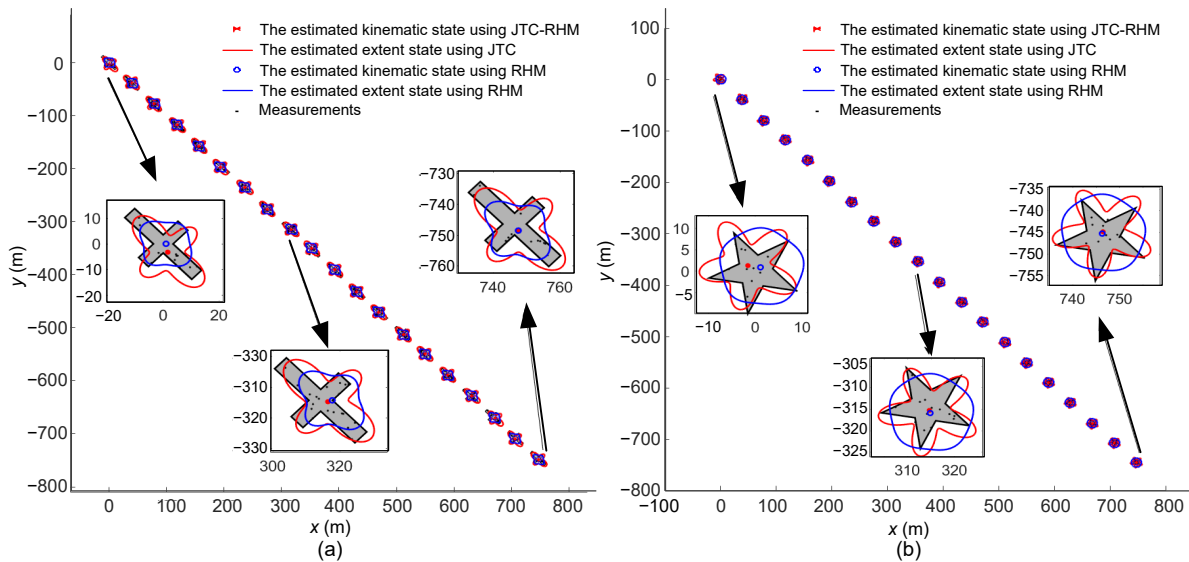 (a)
The estimated kinematic state using JTC-RHM
The estimated extent state using JTC
The estimated kinematic state using RHM
The estimated extent state using RHM
Measurements
y (m)
0
−100
−200
−300
−400
−500
−600
−700
−800
10
0
−10
−20
−20 0 20
−730
−740
−750
−760
740 760
−330
−310
−320
−330
300 320
0 100 200 300 400 500 600 700 800
x (m)
(a)
(b)
The estimated kinematic state using JTC-RHM
The estimated extent state using JTC
The estimated kinematic state using RHM
The estimated extent state using RHM
Measurements
y (m)
100
0
−100
−200
−300
−400
−500
−600
−700
−800
10
5
0
−5
−10 0 10
−735
−740
−745
−750
−755
740 750
−305
−310
−315
−320
−325
310 320
−100 0 100 200 300 400 500 600 700 800
x (m)
(b)